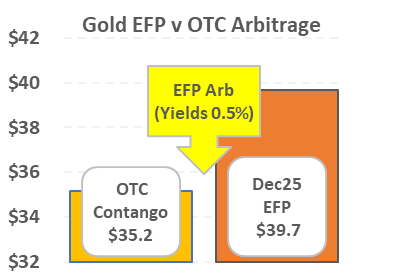 Gold EFP v OTC Arbitrage
$42
$40
$38
$36
$34
$32
EFP Arb
(Yields 0.5%)
OTC
Contango
$35.2
Dec25
EFP
$39.7